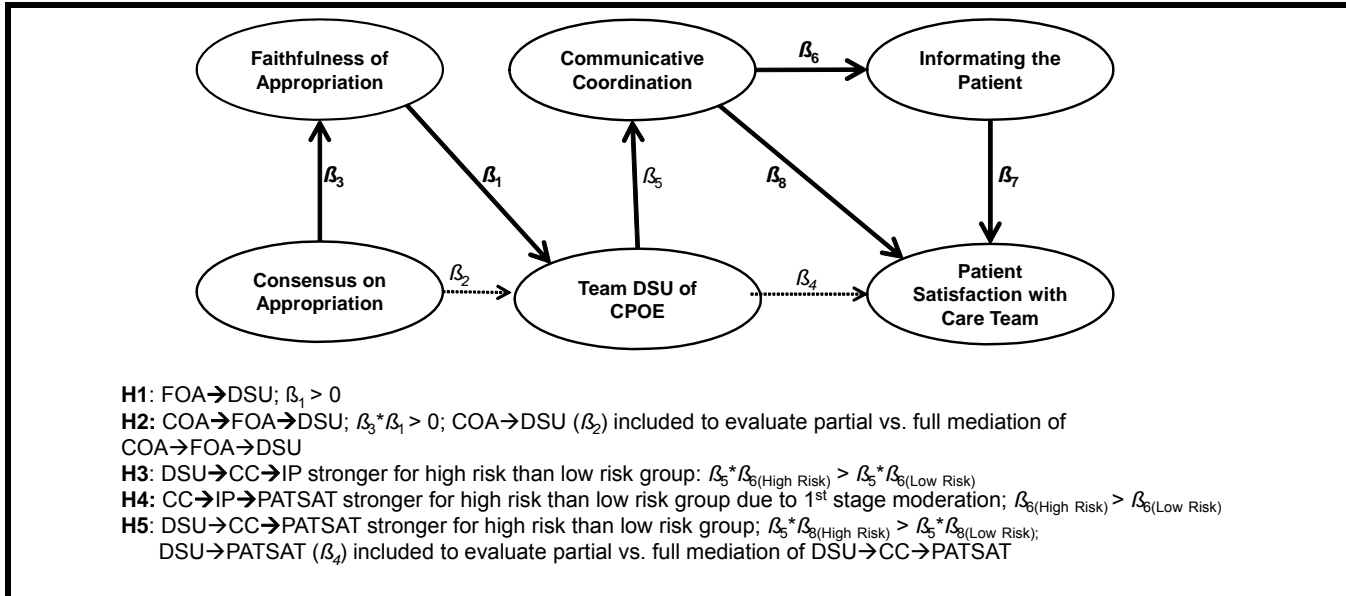 Faithfulness of
Appropriation
Communicative
Coordination
ß6
Informating the
Patient
ß3
ß1
ß5
ß8
ß7
Consensus on
Appropriation
ß2
Team DSU of
CPOE
ß4
Patient
Satisfaction with
Care Team
H1: FOA→DSU; ß1 > 0
H2: COA→FOA→DSU; ß3*ß1 > 0; COA→DSU (ß2) included to evaluate partial vs. full mediation of
COA→FOA→DSU
H3: DSU→CC→IP stronger for high risk than low risk group: ß5*ß6(High Risk) > ß5*ß6(Low Risk)
H4: CC→IP→PATSAT stronger for high risk than low risk group due to 1st stage moderation; ß6(High Risk) > ß6(Low Risk)
H5: DSU→CC→PATSAT stronger for high risk than low risk group; ß5*ß8(High Risk) > ß5*ß8(Low Risk);
DSU→PATSAT (ß4) included to evaluate partial vs. full mediation of DSU→CC→PATSAT